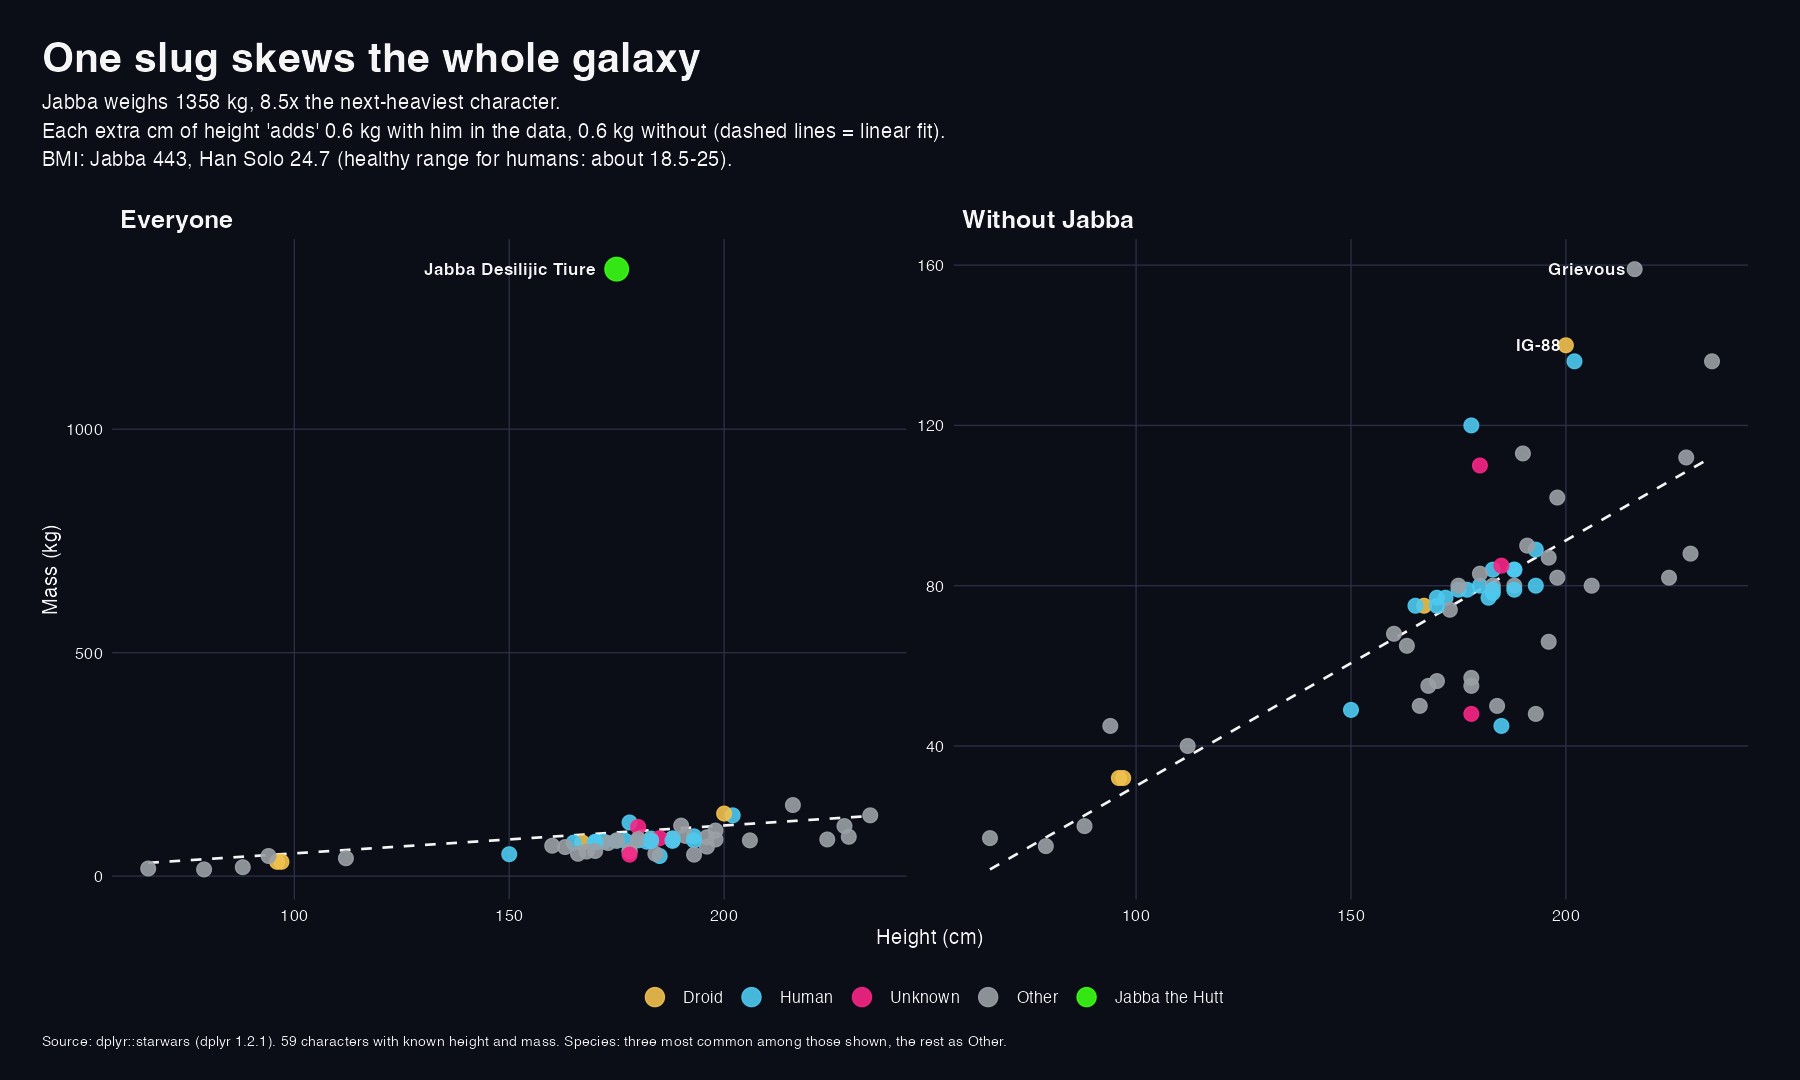 One slug skews the whole galaxy
Jabba weighs 1358 kg, 8.5x the next-heaviest character.
Each extra cm of height 'adds' 0.6 kg with him in the data, 0.6 kg without (dashed lines = linear fit).
BMI: Jabba 443, Han Solo 24.7 (healthy range for humans: about 18.5-25).
Everyone
Jabba Desilijic Tiure
1000
500
0
100 150 200
Mass (kg)
Without Jabba
160
120
80
40
Grievous
IG-88
100 150 200
Height (cm)
Droid Human Unknown Other Jabba the Hutt
Source: dplyr::starwars (dplyr 1.2.1). 59 characters with known height and mass. Species: three most common among those shown, the rest as Other.